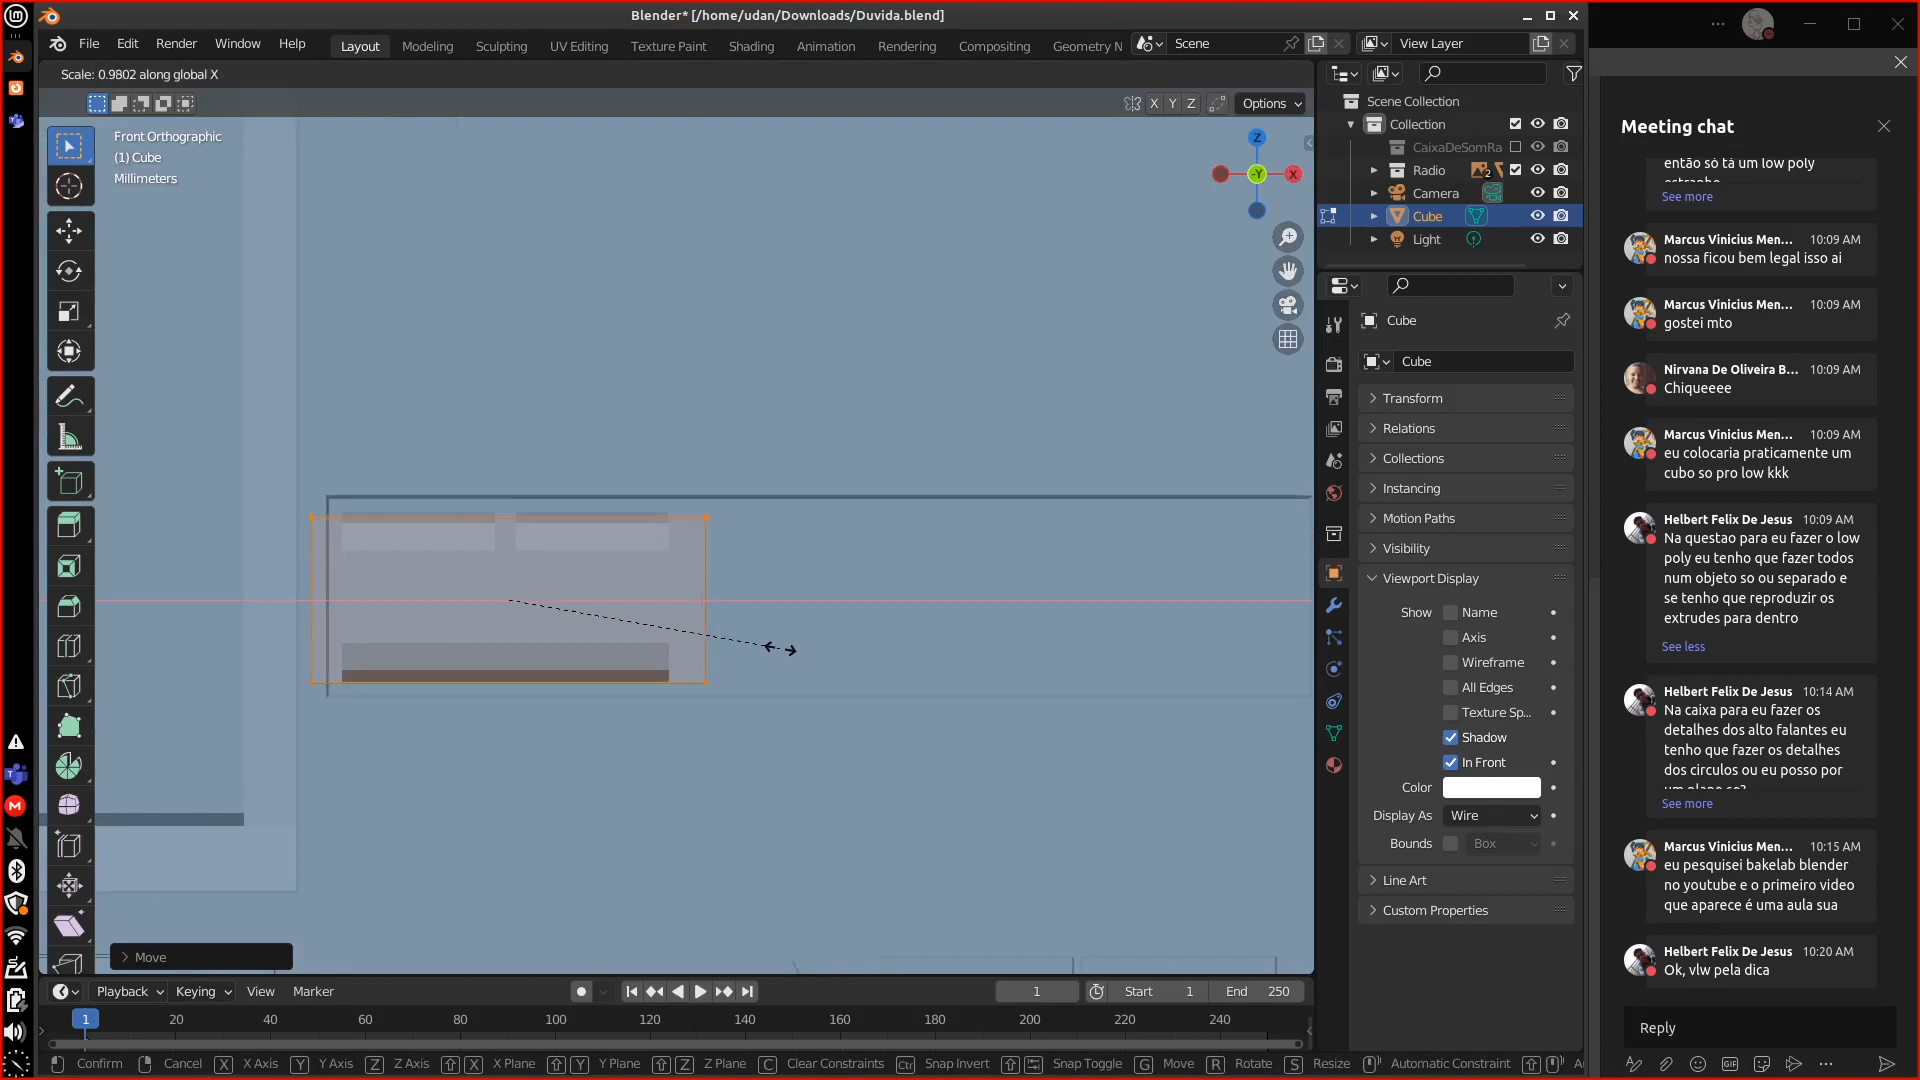 Blender* [/home/udan/Downloads/Duvida.blend]
File Edit Render Window Help
Layout Modeling Sculpting UV Editing Texture Paint Shading Animation Rendering Compositing Geometry N
Scene
View Layer
Scale: 0.9802 along global X
X Y Z
Options
Front Orthographic
(1) Cube
Millimeters
Z
-Y
X
Scene Collection
Collection
CaixaDeSomRa
Radio
2
Camera
Cube
Light
Cube
Cube
Transform
Relations
Collections
Instancing
Motion Paths
Visibility
Viewport Display
Show Name
Axis
Wireframe
All Edges
Texture Sp...
Shadow
In Front
Color
Display As Wire
Bounds Box
Line Art
Custom Properties
Move
Playback Keying View Marker
1
Start 1
End 250
1 20 40 60 80 100 120 140 160 180 200 220 240
Confirm Cancel X X Axis Y Y Axis Z Z Axis X X Plane Y Y Plane Z Z Plane C Clear Constraints Ctrl Snap Invert Snap Toggle G Move R Rotate S Resize Automatic Constraint
Meeting chat
então só tá um low poly
estranho
See more
Marcus Vinicius Men... 10:09 AM
nossa ficou bem legal isso ai
Marcus Vinicius Men... 10:09 AM
gostei mto
Nirvana De Oliveira B... 10:09 AM
Chiqueeee
Marcus Vinicius Men... 10:09 AM
eu colocaria praticamente um
cubo so pro low kkk
Helbert Felix De Jesus 10:09 AM
Na questao para eu fazer o low
poly eu tenho que fazer todos
num objeto so ou separado e
se tenho que reproduzir os
extrudes para dentro
See less
Helbert Felix De Jesus 10:14 AM
Na caixa para eu fazer os
detalhes dos alto falantes eu
tenho que fazer os detalhes
dos circulos ou eu posso por
um plano so?
See more
Marcus Vinicius Men... 10:15 AM
eu pesquisei bakelab blender
no youtube e o primeiro video
que aparece é uma aula sua
Helbert Felix De Jesus 10:20 AM
Ok, vlw pela dica
Reply
GIF